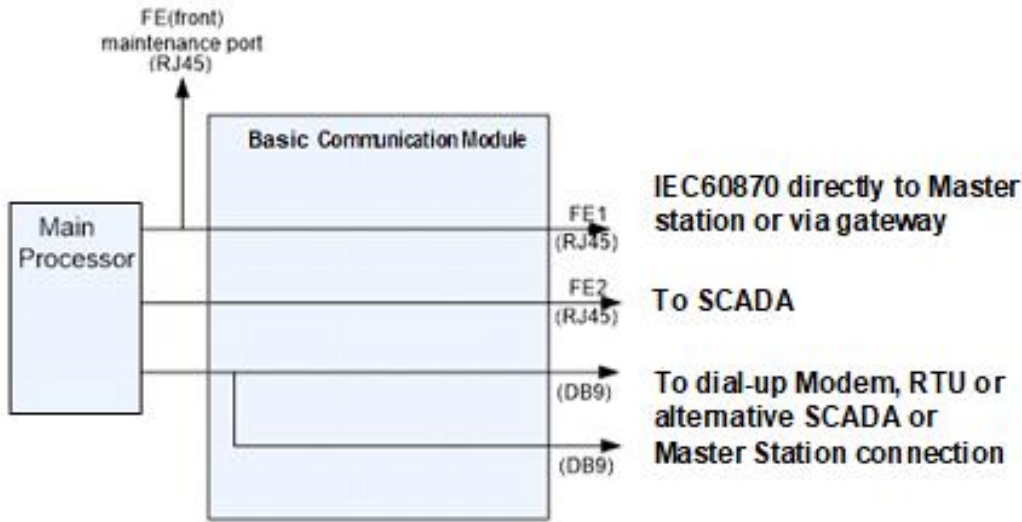 FE(front)
maintenance port
(RJ45)
Basic Communication Module
Main
Processor
FE1
(RJ45)
IEC60870 directly to Master
station or via gateway
FE2
(RJ45)
To SCADA
(DB9)
To dial-up Modem, RTU or
alternative SCADA or
Master Station connection
(DB9)